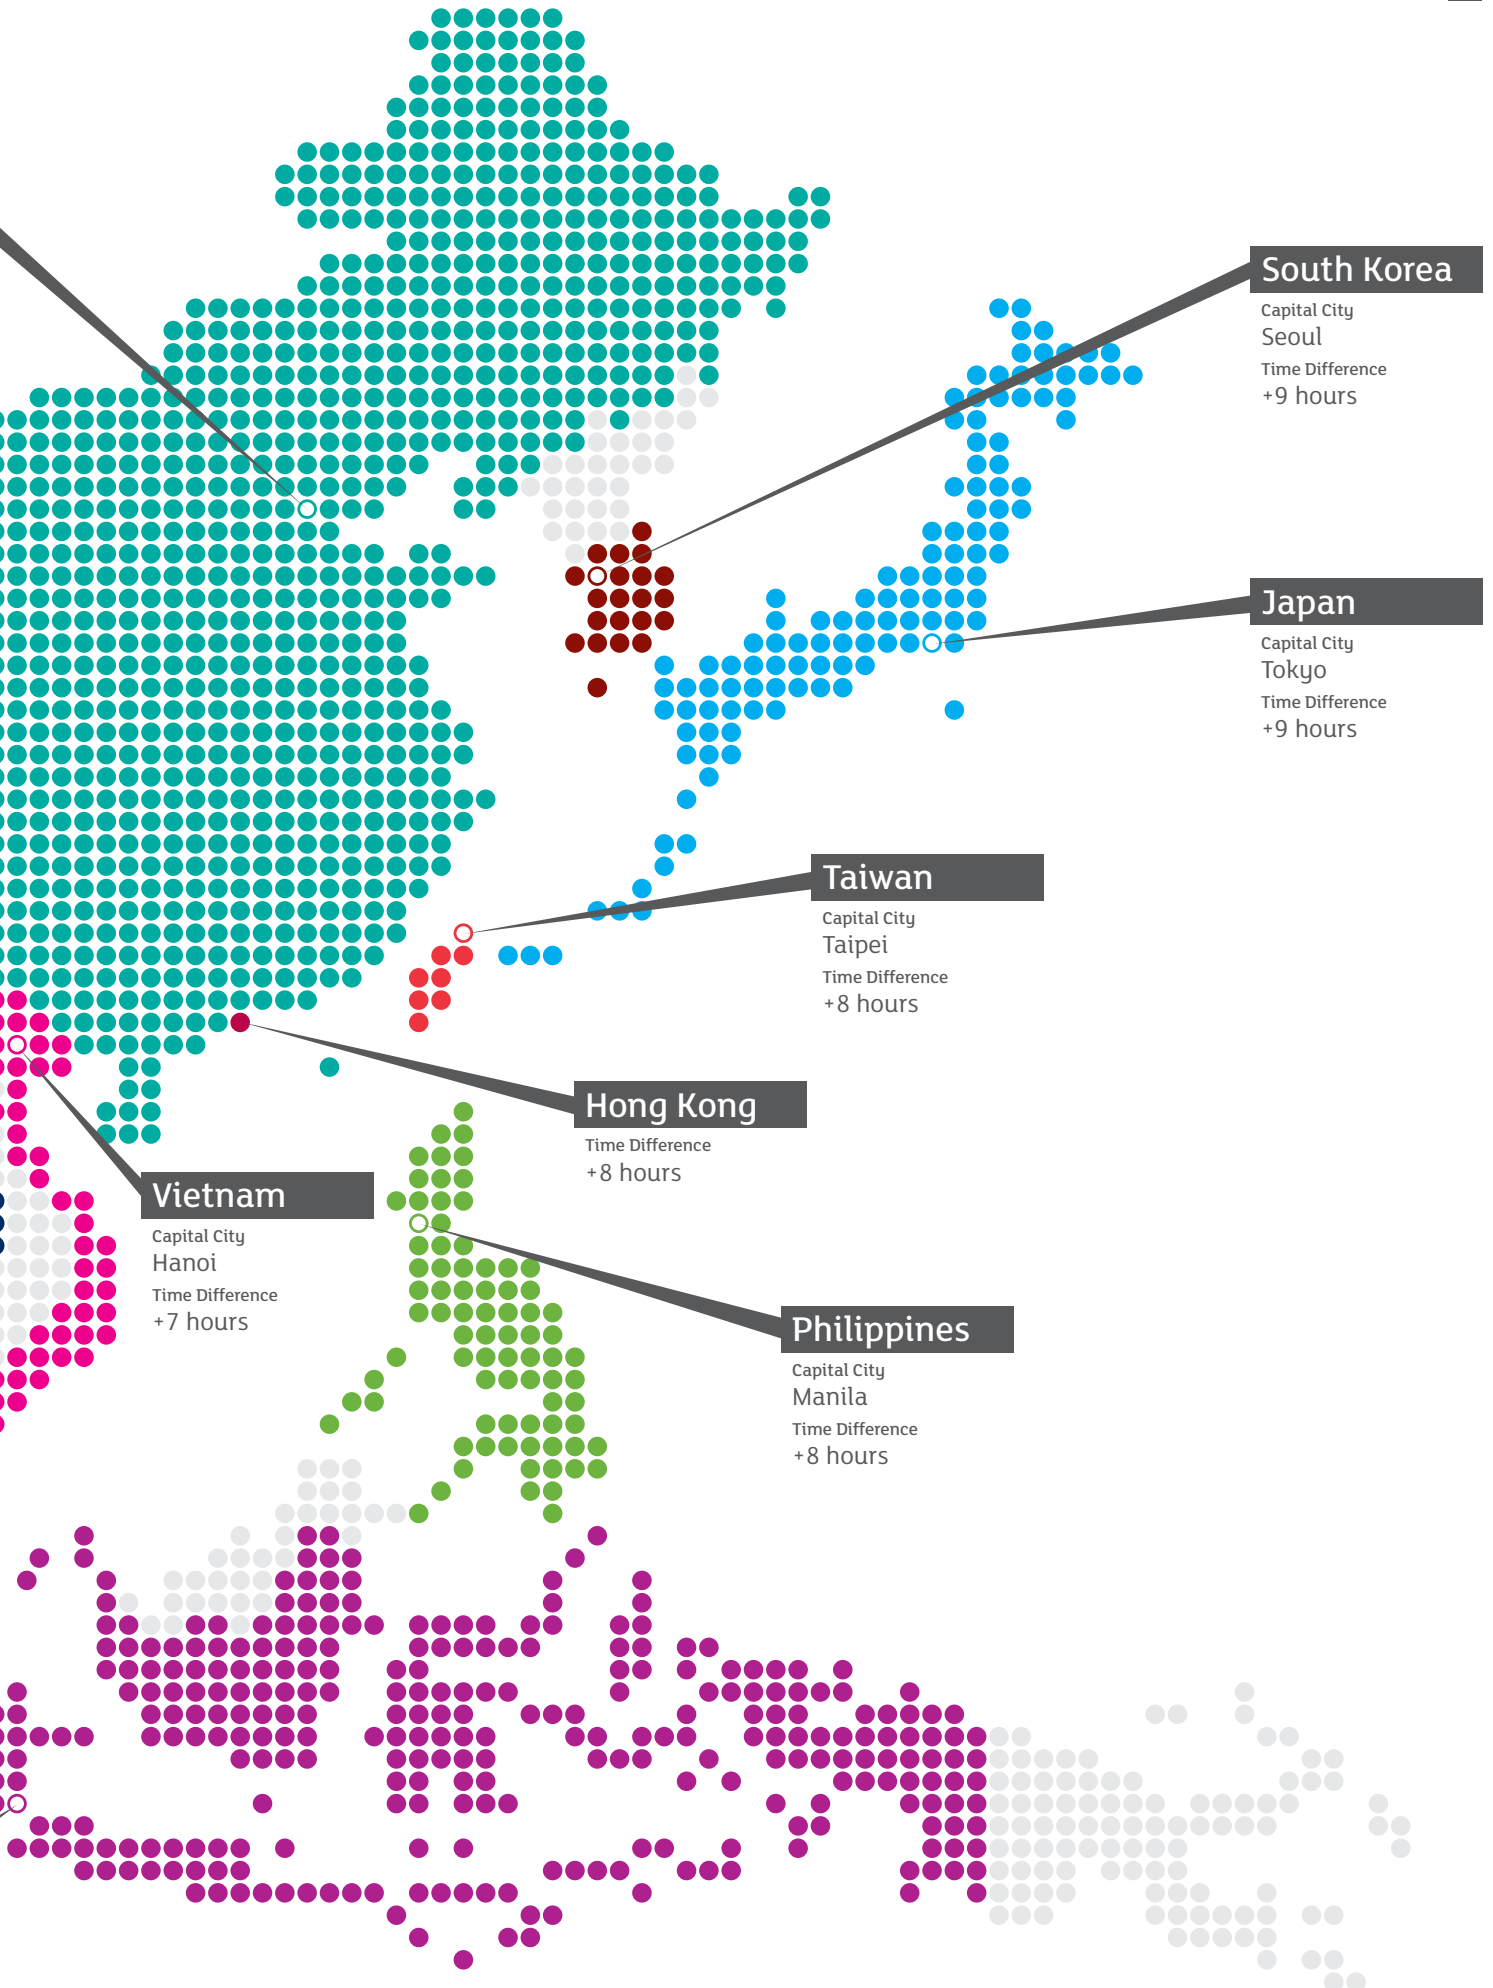 South Korea
Capital City
Seoul
Time Difference
+9 hours
Japan
Capital City
Tokyo
Time Difference
+9 hours
Taiwan
Capital City
Taipei
Time Difference
+8 hours
Hong Kong
Time Difference
+8 hours
Vietnam
Capital City
Hanoi
Time Difference
+7 hours
Philippines
Capital City
Manila
Time Difference
+8 hours